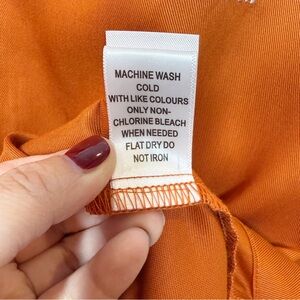 MACHINE WASH
COLD
WITH LIKE COLOURS
ONLY NON-
CHLORINE BLEACH
WHEN NEEDED
FLAT DRY DO
NOT IRON